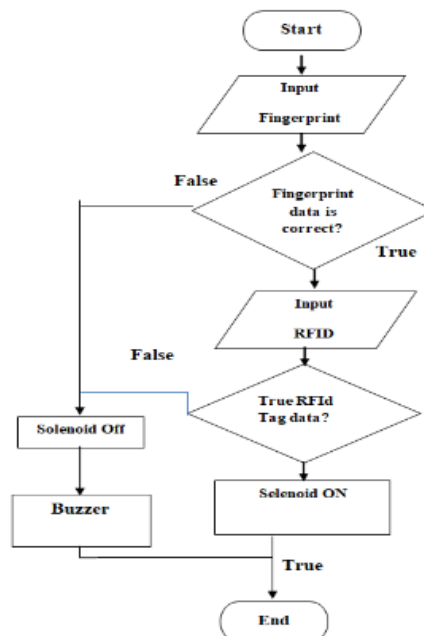 Start
Input
Fingerprint
False
Fingerprint
data is
correct?
True
Input
RFID
False
True RFId
Tag data?
Solenoid Off
Selenoid ON
Buzzer
True
End